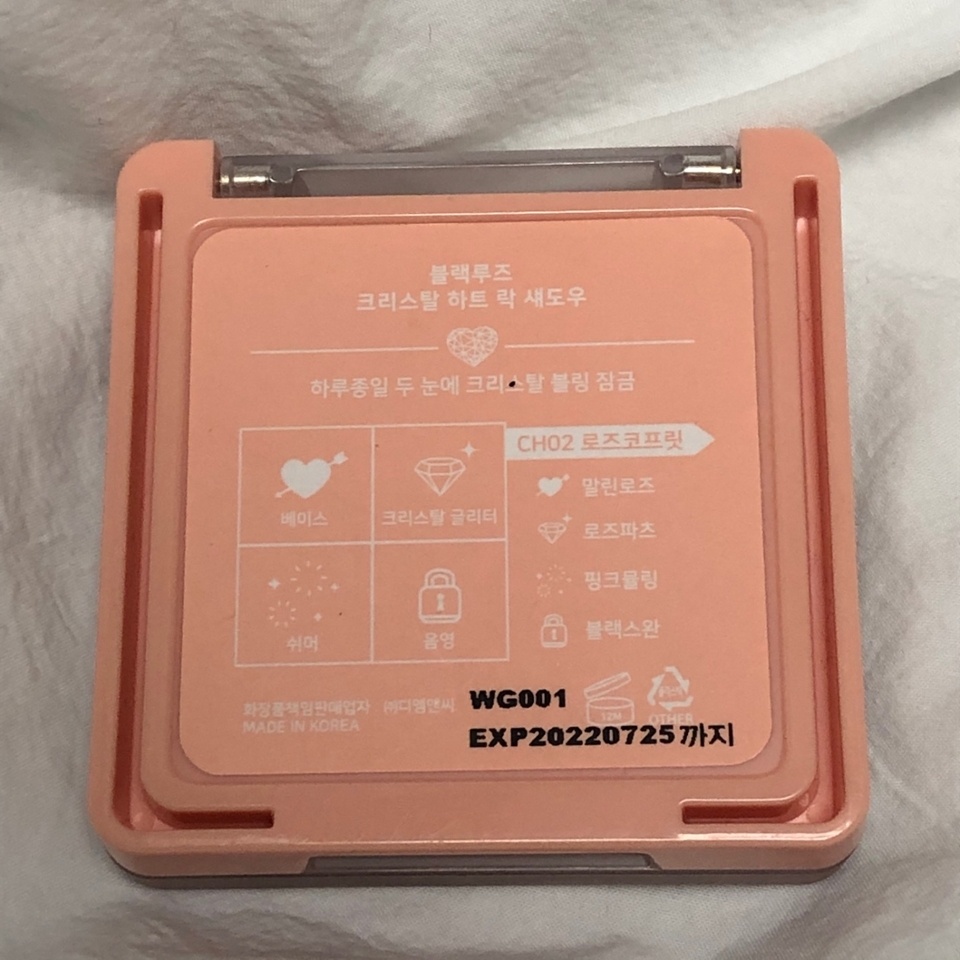 블랙루즈
크리스탈 하트 락 섀도우
하루종일 두 눈에 크리스탈 블링 잠금
베이스
크리스탈 글리터
쉬머
음영
CH02 로즈코프릿
말린로즈
로즈파츠
핑크뮬링
블랙스완
화장품책임판매업자 ㈜디엠앤씨
MADE IN KOREA
WG001
EXP20220725까지
12M
OTHER